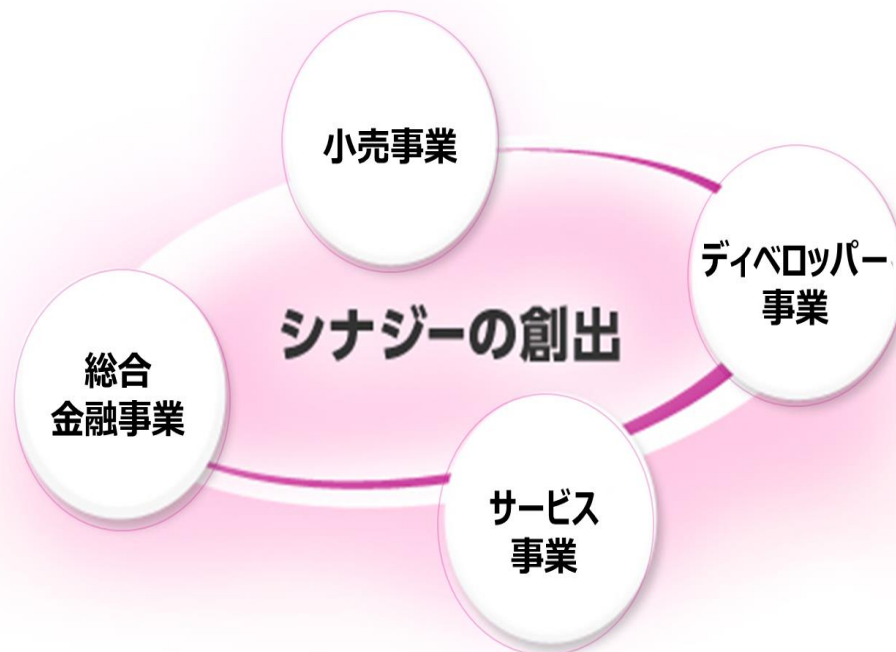 小売事業
ディベロッパー
事業
シナジーの創出
総合
金融事業
サービス
事業